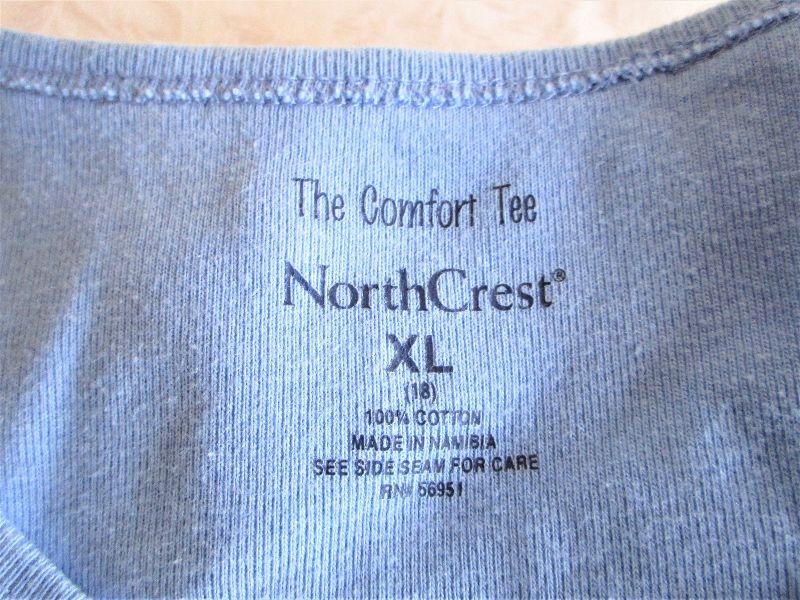 The Comfort Tee
NorthCrest®
XL
(18)
100% COTTON
MADE IN NAMIBIA
SEE SIDE SEAM FOR CARE
RN# 56951